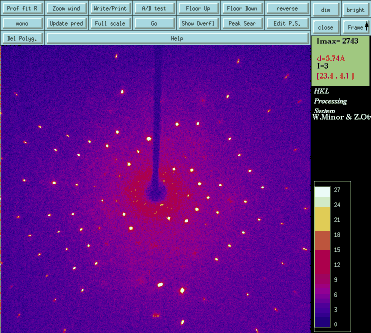 Prof fit R
Zoom wind
Write/Print
A/D test
Floor Up
Floor Down
reverse
dim
bright
mono
Update pred
Full scale
Go
Show Overfl
Peak Sear
Edit P.S.
close
Frame
Del Polyg.
Help
Imax= 2743
d=5.74A
I=3
[23.4 , 4.1 ]
HKL
Processing
System
W.Minor & Z.Ot
27
24
21
18
15
12
9
6
3
0